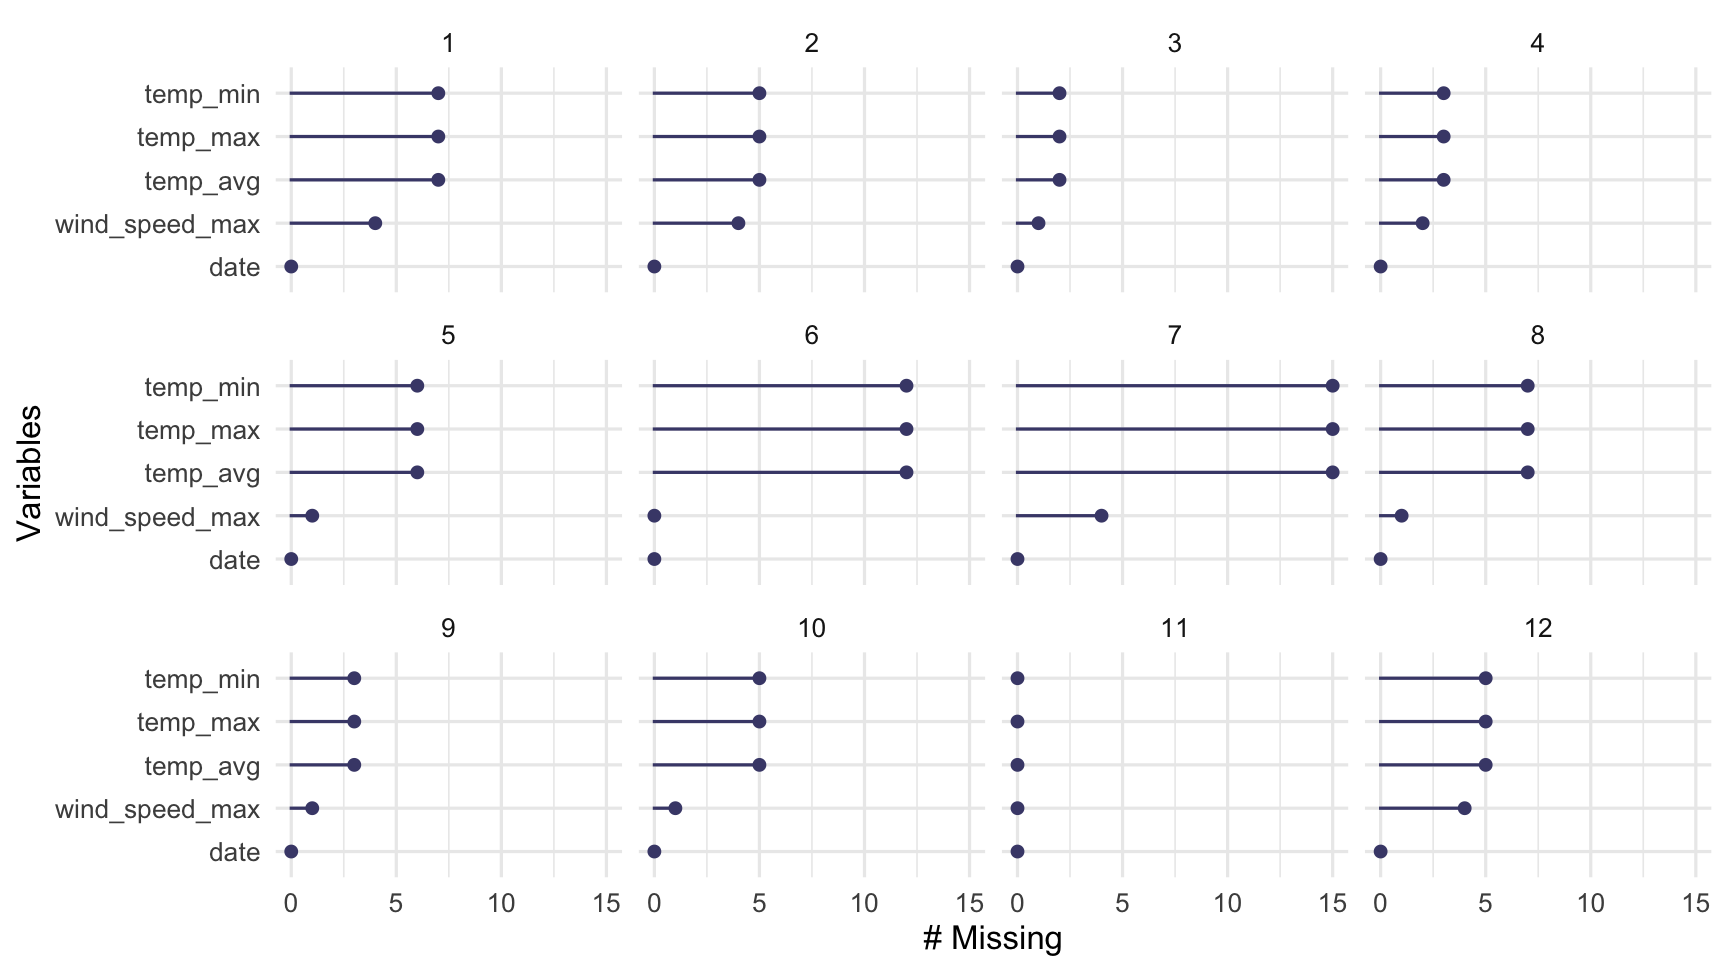 1 2 3 4
temp_min
temp_max
temp_avg
wind_speed_max
date
5 6 7 8
temp_min
temp_max
temp_avg
wind_speed_max
date
9 10 11 12
temp_min
temp_max
temp_avg
wind_speed_max
date
0 5 10 15 0 5 10 15 0 5 10 15 0 5 10 15
# Missing
Variables